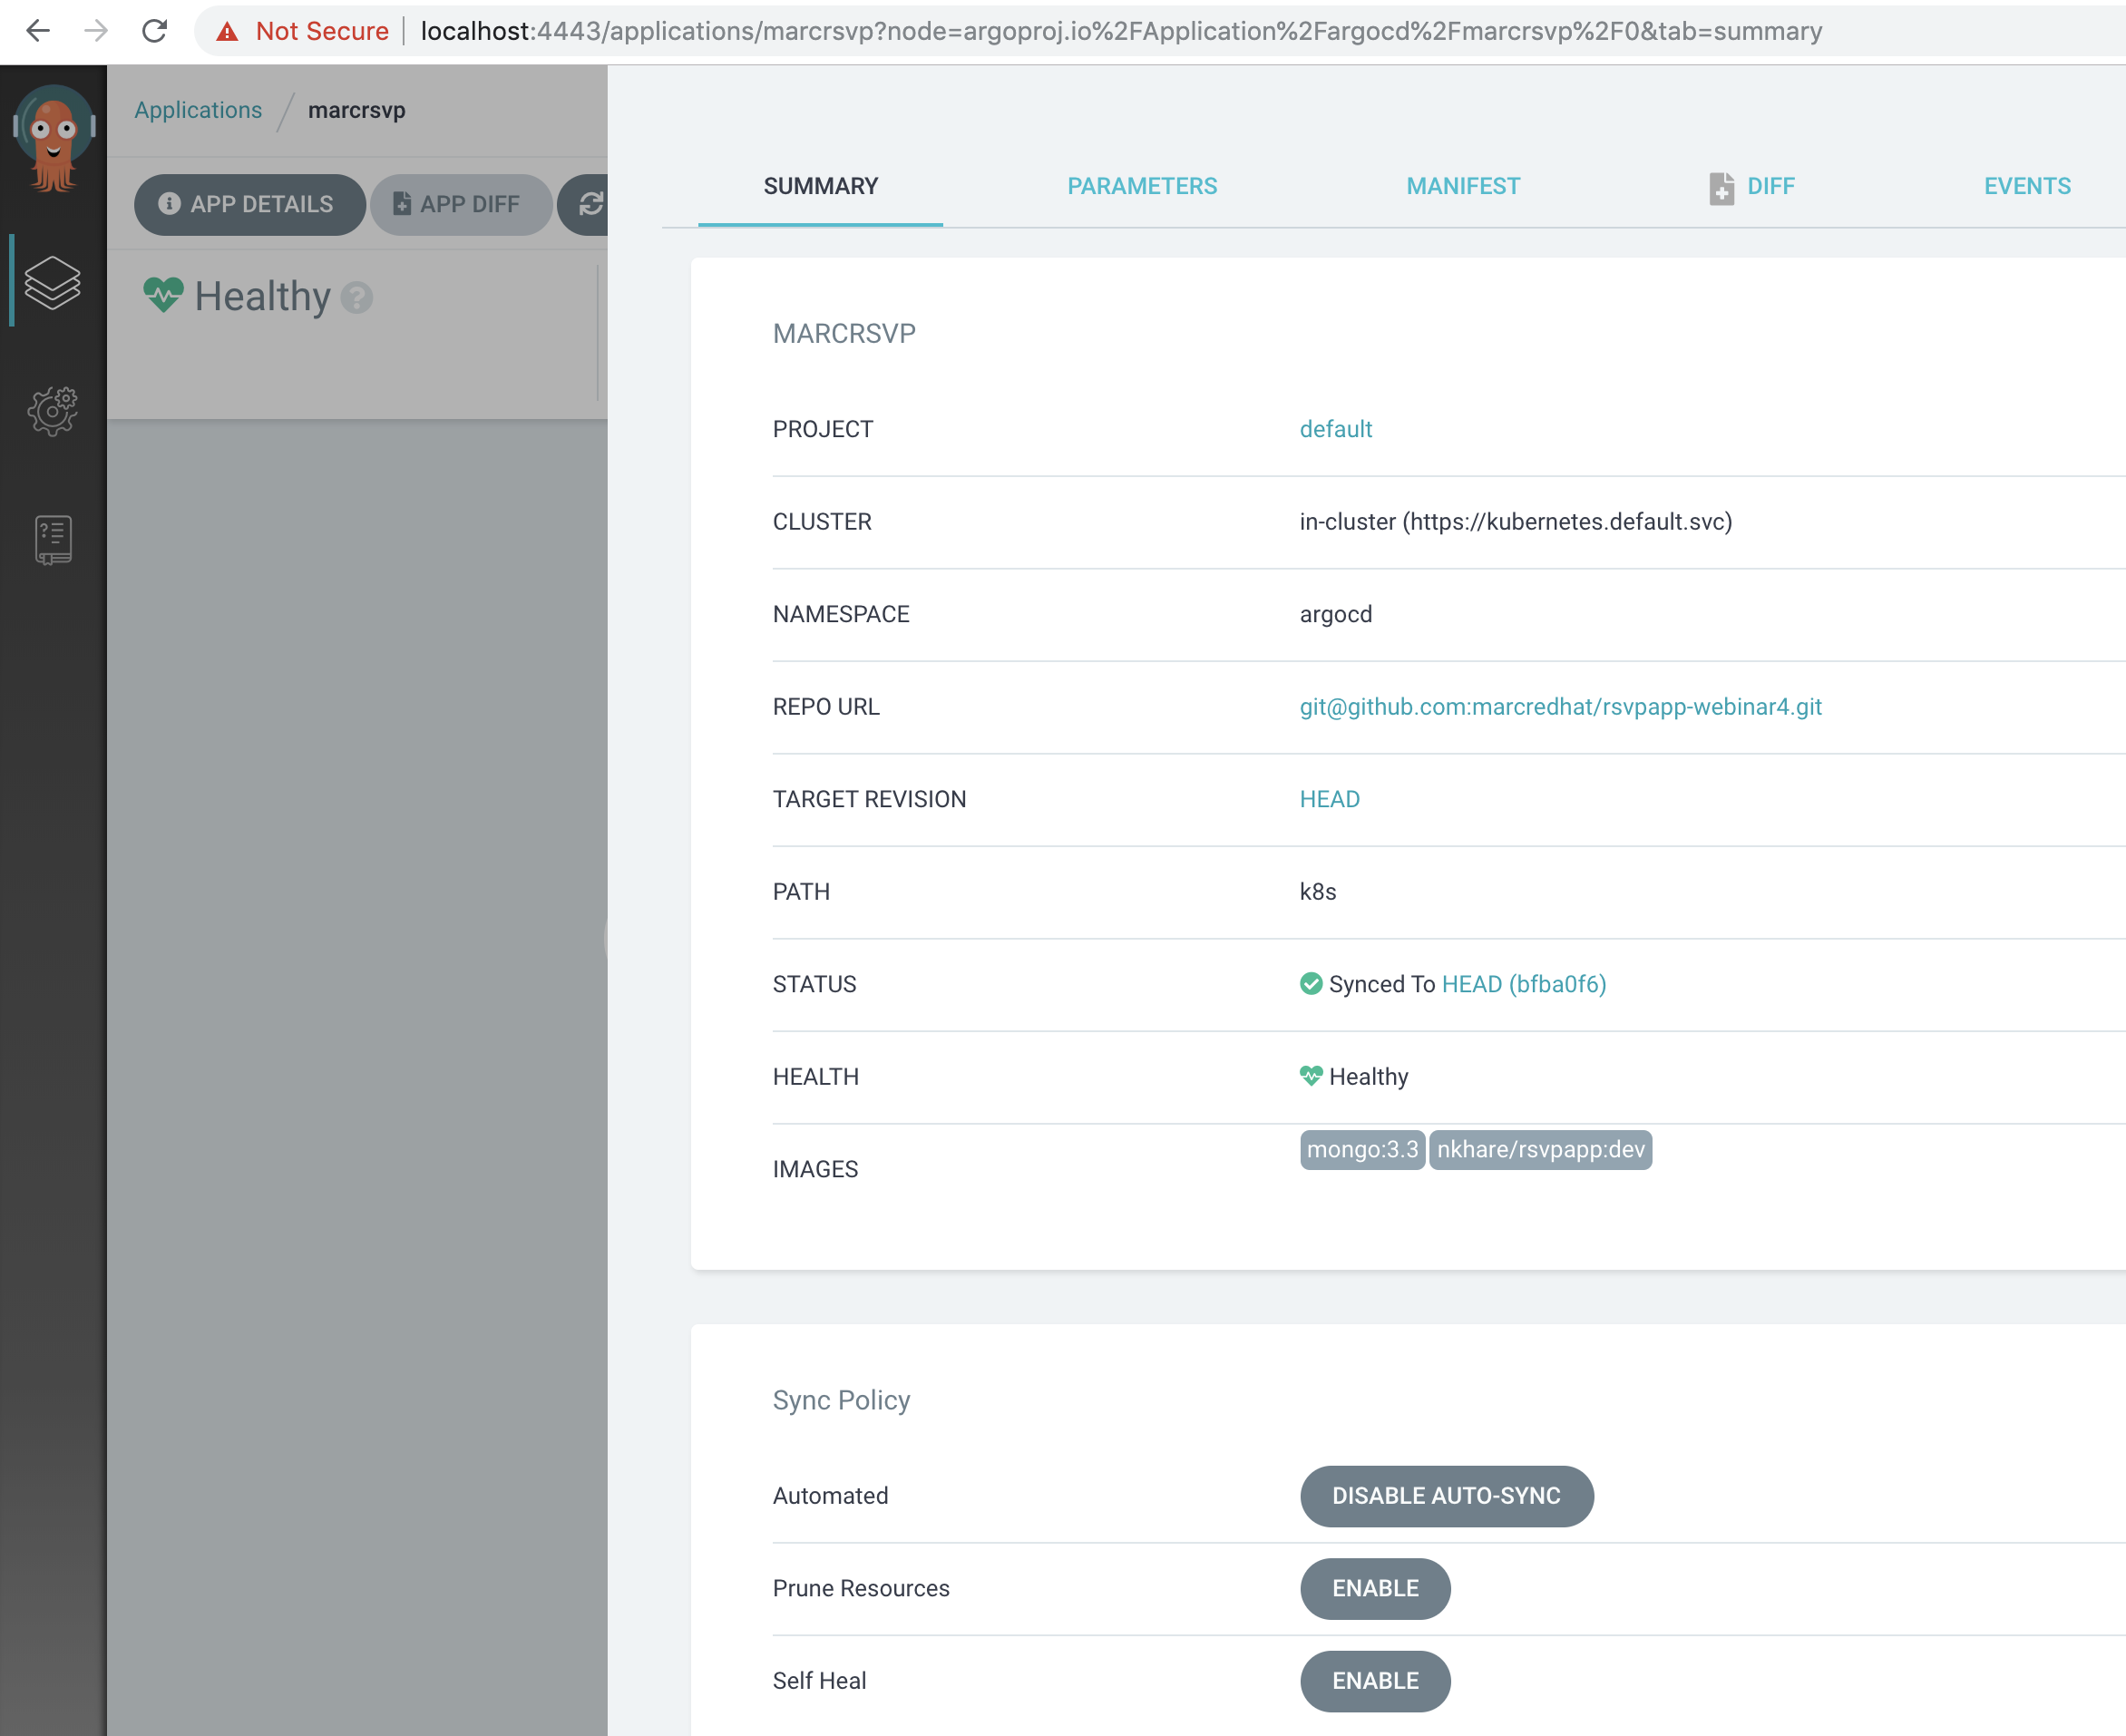 Not Secure localhost:4443/applications/marcrsvp?node=argoproj.io%2FApplication%2Fargocd%2Fmarcrsvp%2F0&tab=summary
Applications / marcrsvp
APP DETAILS APP DIFF
Healthy ?
SUMMARY PARAMETERS MANIFEST DIFF EVENTS
MARCRSVP
PROJECT default
CLUSTER in-cluster (https://kubernetes.default.svc)
NAMESPACE argocd
REPO URL git@github.com:marcredhat/rsvpapp-webinar4.git
TARGET REVISION HEAD
PATH k8s
STATUS Synced To HEAD (bfba0f6)
HEALTH Healthy
IMAGES mongo:3.3 nkhare/rsvpapp:dev
Sync Policy
Automated DISABLE AUTO-SYNC
Prune Resources ENABLE
Self Heal ENABLE